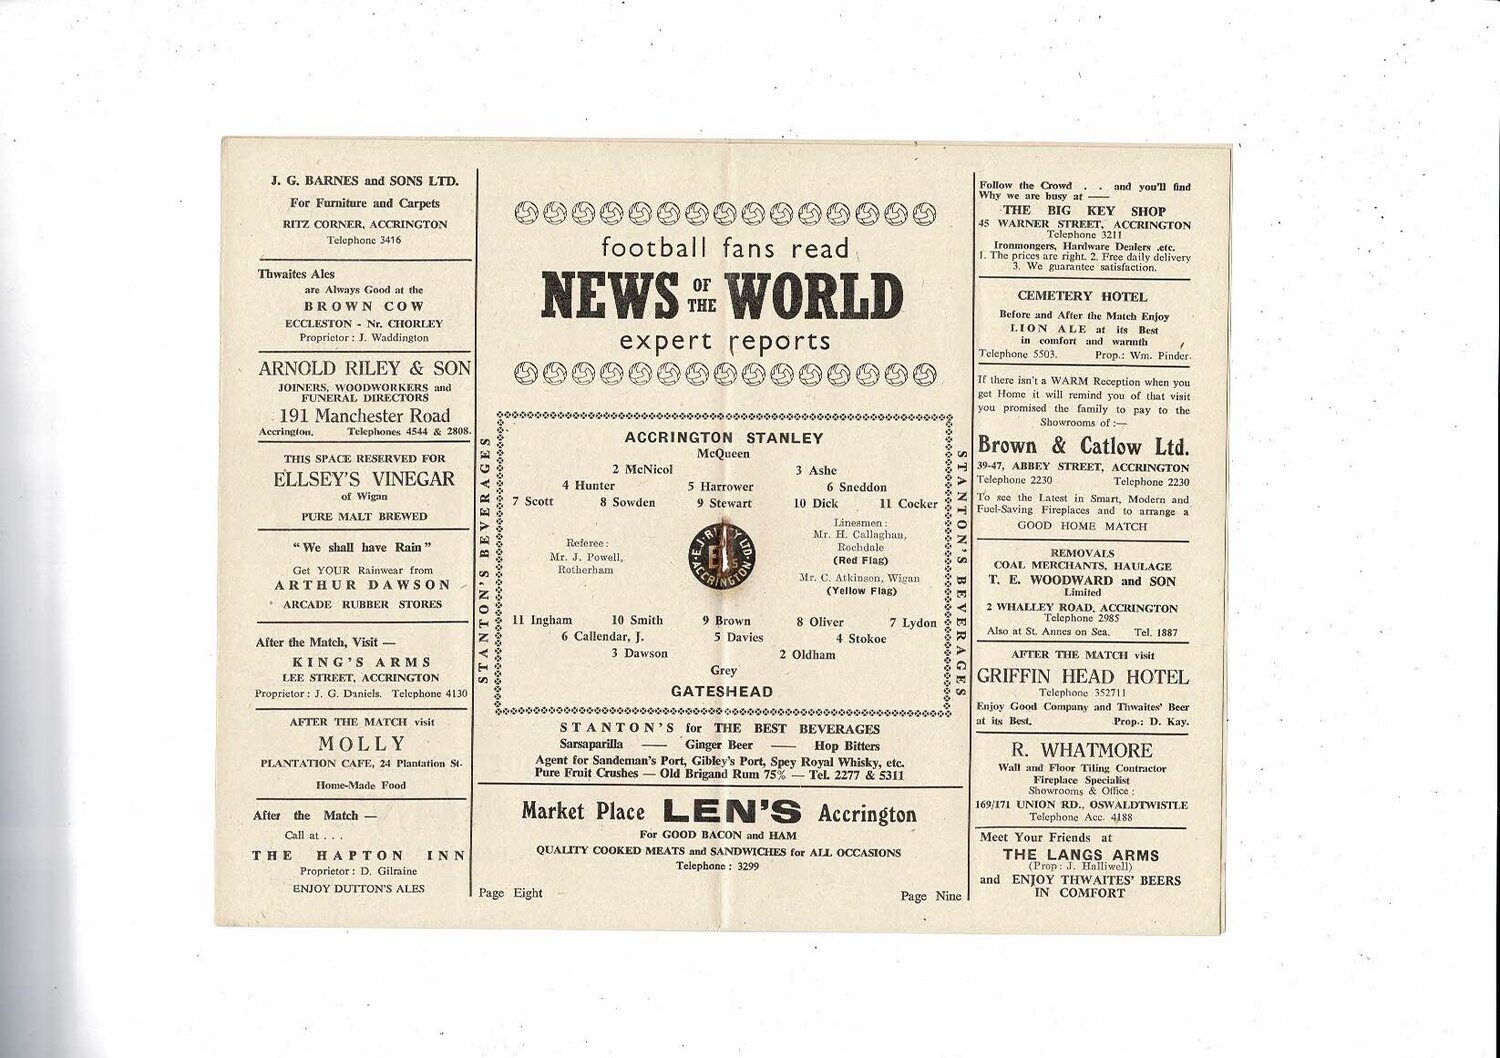 J. G. BARNES and SONS LTD.
For Furniture and Carpets
RITZ CORNER, ACCRINGTON
Telephone 3416
Thwaites Ales
are Always Good at the
BROWN COW
ECCLESTON - Nr. CHORLEY
Proprietor : J. Waddington
ARNOLD RILEY & SON
JOINERS, WOODWORKERS and
FUNERAL DIRECTORS
191 Manchester Road
Accrington. Telephones 4544 & 2808.
THIS SPACE RESERVED FOR
ELLSEY'S VINEGAR
of Wigan
PURE MALT BREWED
"We shall have Rain"
Get YOUR Rainwear from
ARTHUR DAWSON
ARCADE RUBBER STORES
After the Match, Visit —
KING'S ARMS
LEE STREET, ACCRINGTON
Proprietor : J. G. Daniels. Telephone 4130
AFTER THE MATCH visit
MOLLY
PLANTATION CAFE, 24 Plantation St.
Home-Made Food
After the Match —
Call at . . .
THE HAPTON INN
Proprietor : D. Gilraine
ENJOY DUTTON'S ALES
football fans read
NEWS OF THE WORLD
expert reports
STANTON'S BEVERAGES
ACCRINGTON STANLEY
McQueen
2 McNicol 3 Ashe
4 Hunter 5 Harrower 6 Sneddon
7 Scott 8 Sowden 9 Stewart 10 Dick 11 Cocker
Referee :
Mr. J. Powell,
Rotherham
ACCRINGTON
Linesmen :
Mr. H. Callaghan,
Rochdale
(Red Flag)
Mr. C. Atkinson, Wigan
(Yellow Flag)
11 Ingham 10 Smith 9 Brown 8 Oliver 7 Lydon
6 Callendar, J. 5 Davies 4 Stokoe
3 Dawson 2 Oldham
Grey
GATESHEAD
STANTON'S BEVERAGES
STANTON'S for THE BEST BEVERAGES
Sarsaparilla — Ginger Beer — Hop Bitters
Agent for Sandeman's Port, Gibley's Port, Spey Royal Whisky, etc.
Pure Fruit Crushes — Old Brigand Rum 75% — Tel. 2277 & 5311
Market Place LEN'S Accrington
For GOOD BACON and HAM
QUALITY COOKED MEATS and SANDWICHES for ALL OCCASIONS
Telephone : 3299
Page Eight
Page Nine
Follow the Crowd . . and you'll find
Why we are busy at —
THE BIG KEY SHOP
45 WARNER STREET, ACCRINGTON
Telephone 3211
Ironmongers, Hardware Dealers .etc.
1. The prices are right. 2. Free daily delivery
3. We guarantee satisfaction.
CEMETERY HOTEL
Before and After the Match Enjoy
LION ALE at its Best
in comfort and warmth
Telephone 5503. Prop.: Wm. Pinder.
If there isn't a WARM Reception when you
get Home it will remind you of that visit
you promised the family to pay to the
Showrooms of :—
Brown & Catlow Ltd.
39-47, ABBEY STREET, ACCRINGTON
Telephone 2230 Telephone 2230
To see the Latest in Smart, Modern and
Fuel-Saving Fireplaces and to arrange a
GOOD HOME MATCH
REMOVALS
COAL MERCHANTS, HAULAGE
T. E. WOODWARD and SON
Limited
2 WHALLEY ROAD, ACCRINGTON
Telephone 2985
Also at St. Annes on Sea. Tel. 1887
AFTER THE MATCH visit
GRIFFIN HEAD HOTEL
Telephone 352711
Enjoy Good Company and Thwaites' Beer
at its Best. Prop.: D. Kay.
R. WHATMORE
Wall and Floor Tiling Contractor
Fireplace Specialist
Showrooms & Office :
169/171 UNION RD., OSWALDTWISTLE
Telephone Acc. 4188
Meet Your Friends at
THE LANGS ARMS
(Prop : J. Halliwell)
and ENJOY THWAITES' BEERS
IN COMFORT